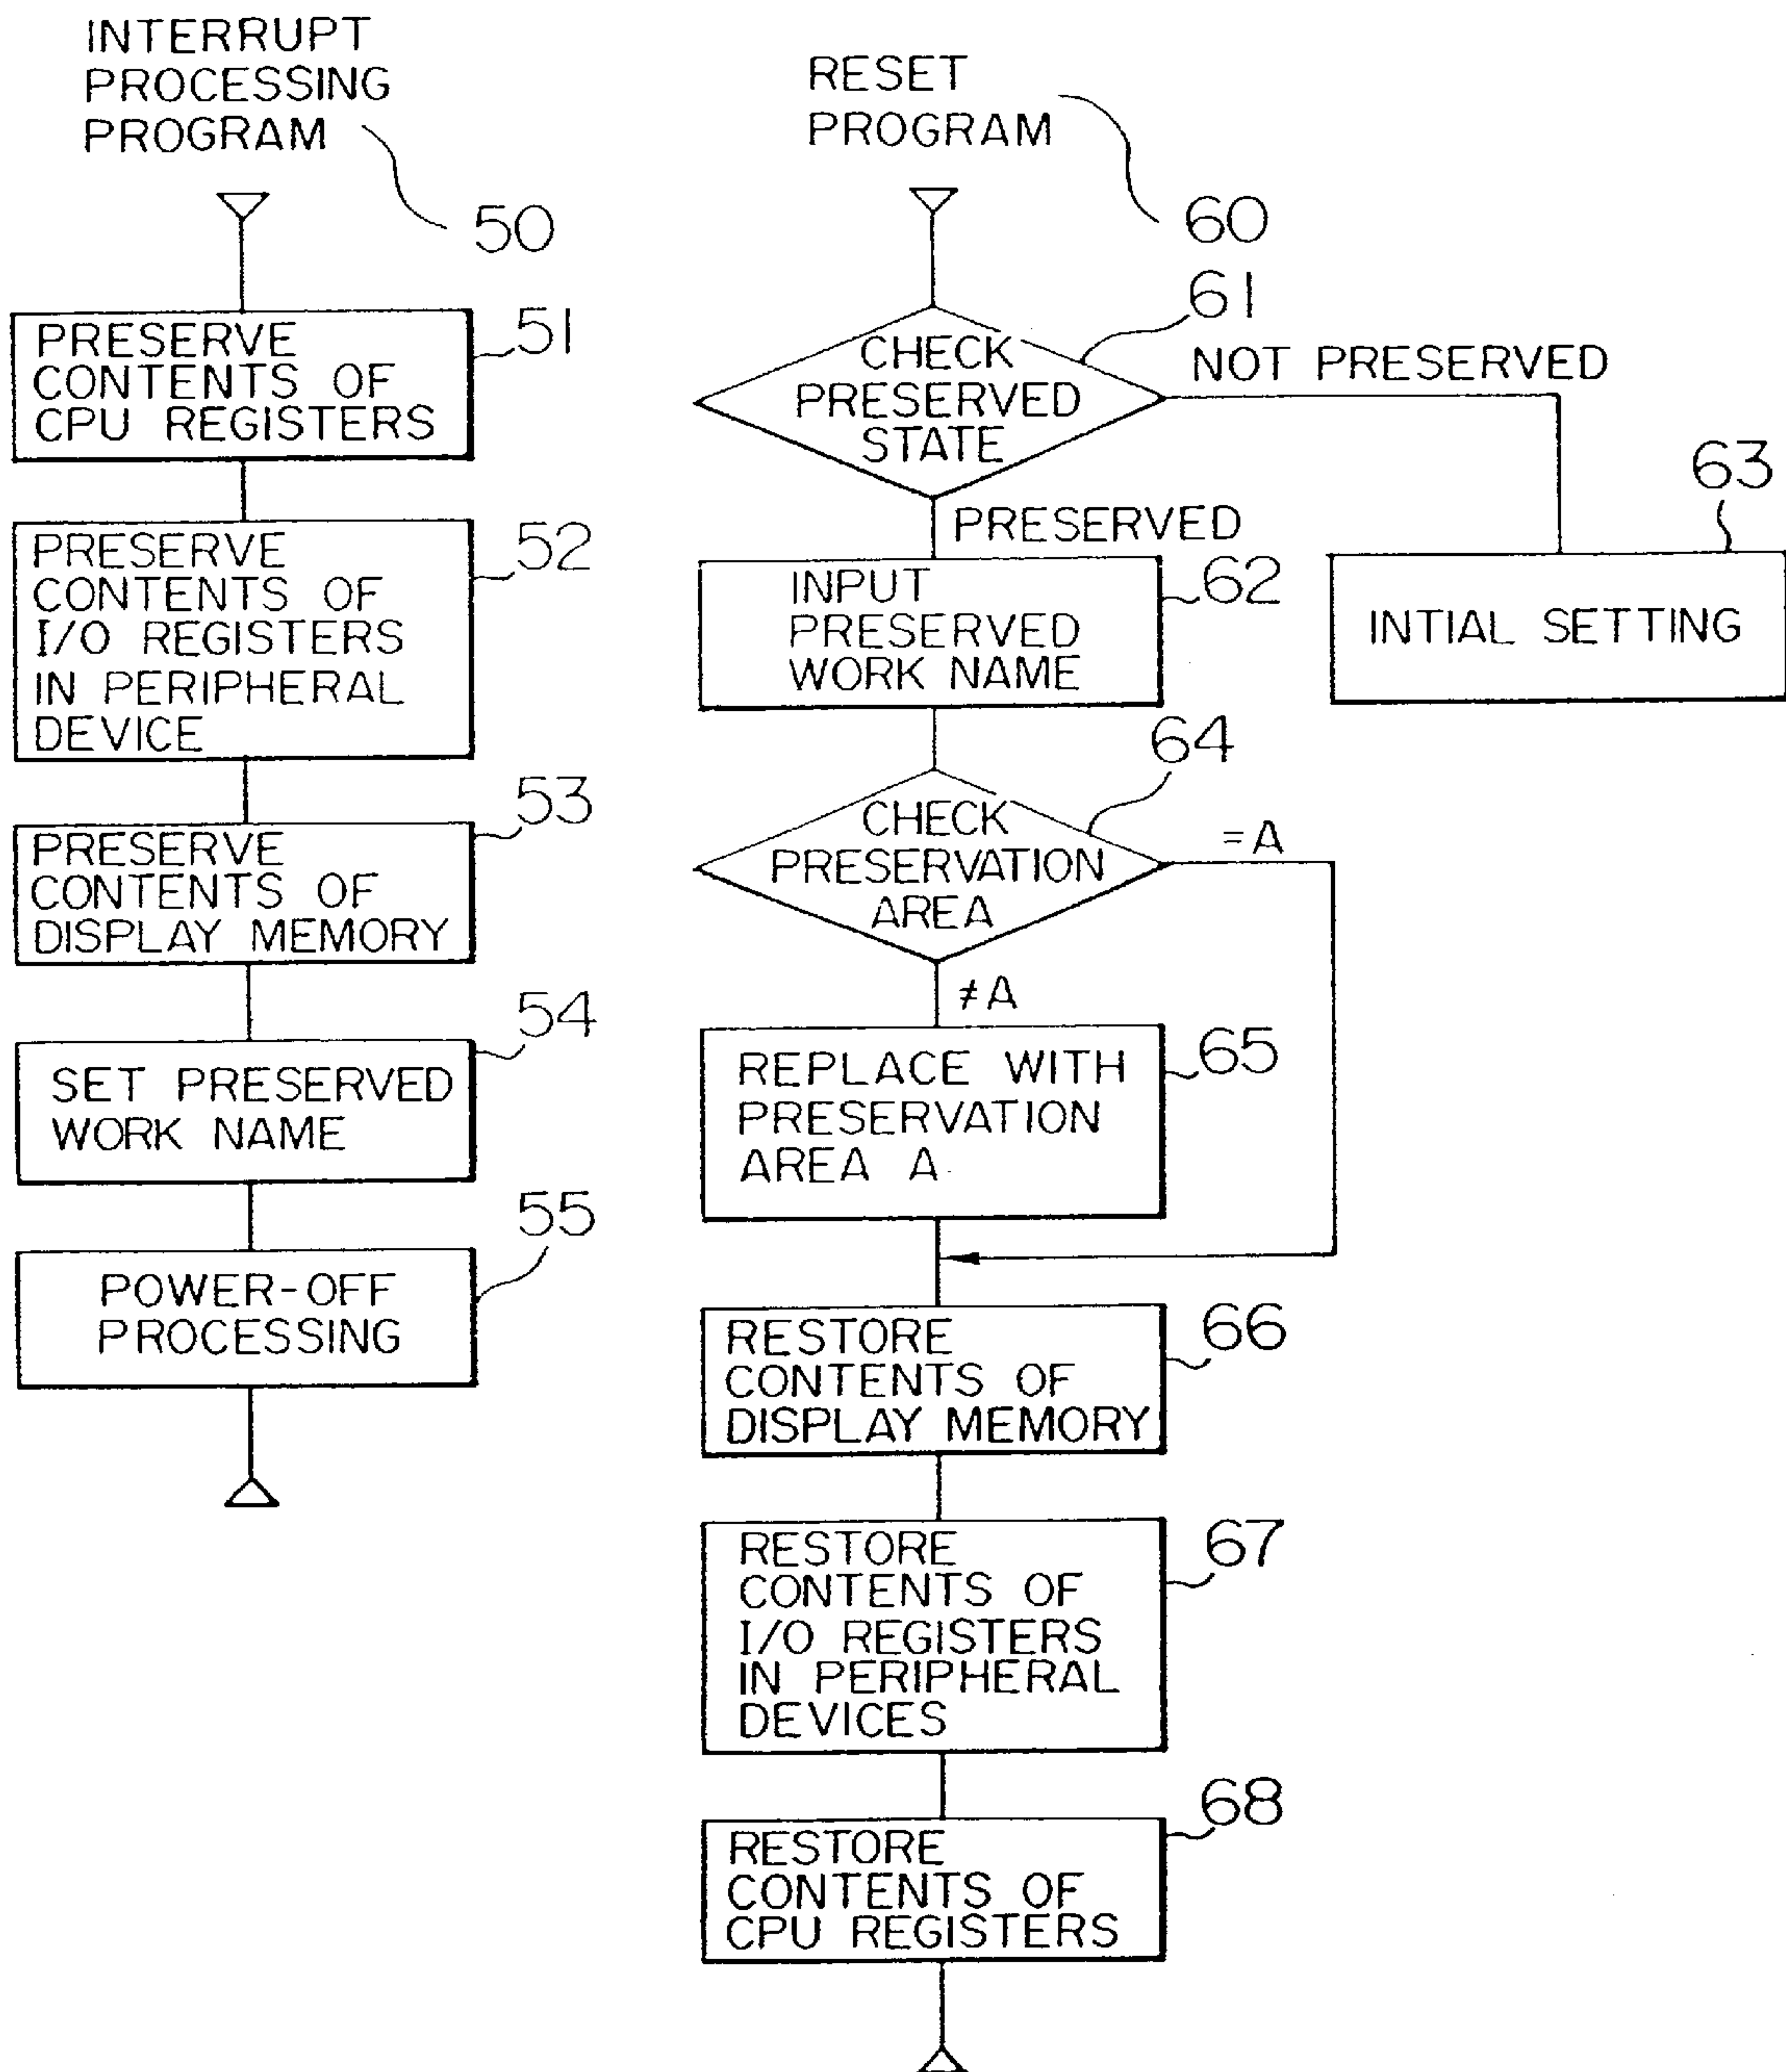 INTERRUPT
PROCESSING
PROGRAM
50
PRESERVE
CONTENTS OF
CPU REGISTERS
51
PRESERVE
CONTENTS OF
I/O REGISTERS
IN PERIPHERAL
DEVICE
52
PRESERVE
CONTENTS OF
DISPLAY MEMORY
53
SET PRESERVED
WORK NAME
54
POWER-OFF
PROCESSING
55
RESET
PROGRAM
60
CHECK
PRESERVED
STATE
61
NOT PRESERVED
PRESERVED
63
INTIAL SETTING
INPUT
PRESERVED
WORK NAME
62
CHECK
PRESERVATION
AREA
64
=A
≠A
REPLACE WITH
PRESERVATION
AREA A
65
RESTORE
CONTENTS OF
DISPLAY MEMORY
66
RESTORE
CONTENTS OF
I/O REGISTERS
IN PERIPHERAL
DEVICES
67
RESTORE
CONTENTS OF
CPU REGISTERS
68